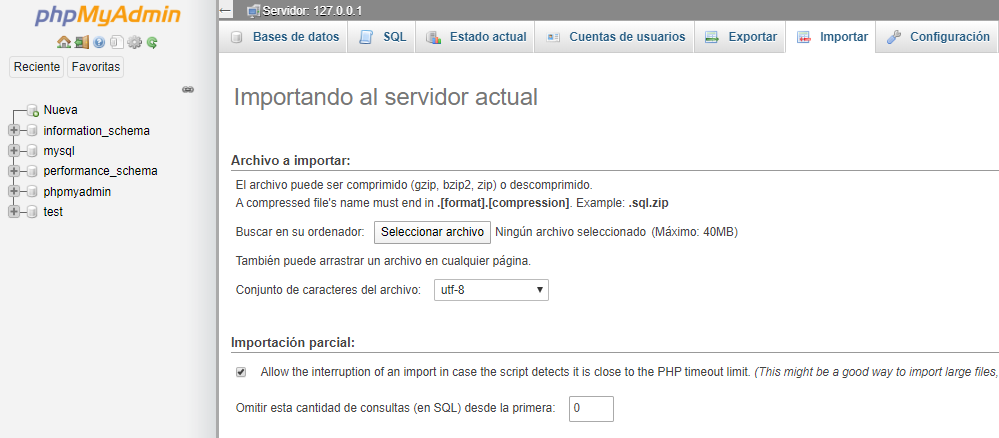 phpMyAdmin
Reciente Favoritas
Nueva
information_schema
mysql
performance_schema
phpmyadmin
test
Servidor: 127.0.0.1
Bases de datos SQL Estado actual Cuentas de usuarios Exportar Importar Configuración
Importando al servidor actual
Archivo a importar:
El archivo puede ser comprimido (gzip, bzip2, zip) o descomprimido.
A compressed file's name must end in .[format].[compression]. Example: .sql.zip
Buscar en su ordenador: Seleccionar archivo Ningún archivo seleccionado (Máximo: 40MB)
También puede arrastrar un archivo en cualquier página.
Conjunto de caracteres del archivo: utf-8
Importación parcial:
Allow the interruption of an import in case the script detects it is close to the PHP timeout limit. (This might be a good way to import large files,
Omitir esta cantidad de consultas (en SQL) desde la primera: 0